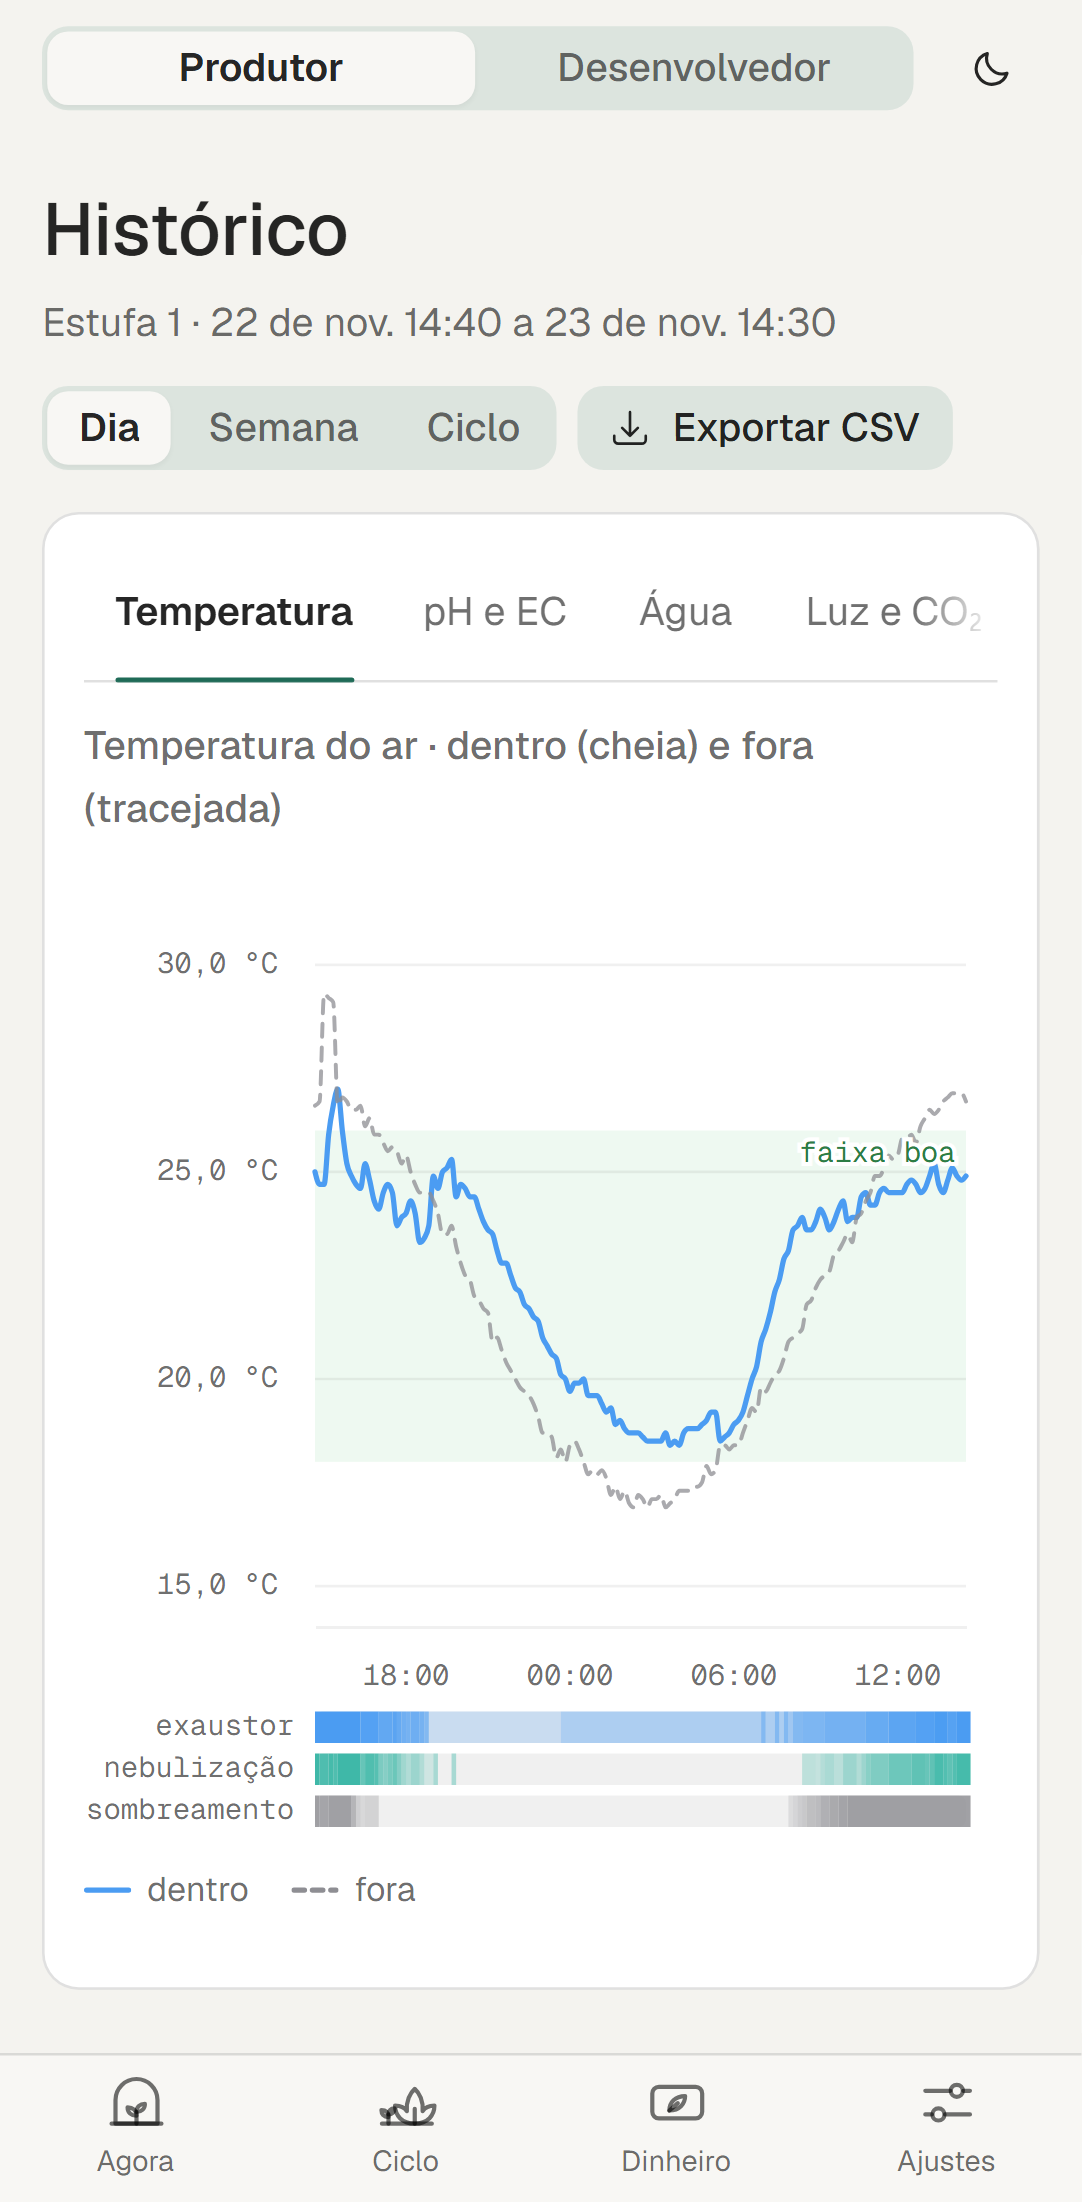 Produtor
Desenvolvedor
Histórico
Estufa 1 · 22 de nov. 14:40 a 23 de nov. 14:30
Dia
Semana
Ciclo
Exportar CSV
Temperatura
pH e EC
Água
Luz e CO₂
Temperatura do ar · dentro (cheia) e fora
(tracejada)
30,0 °C
faixa boa
25,0 °C
20,0 °C
15,0 °C
18:00
00:00
06:00
12:00
exaustor
nebulização
sombreamento
dentro
fora
Agora
Ciclo
Dinheiro
Ajustes